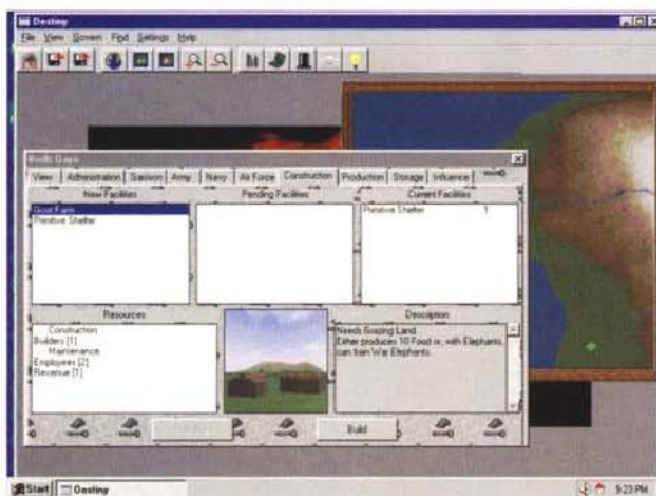 Destiny
File View Govern Find Settings Help
View Administration Garrison Army Navy Air Force Construction Production Storage Influence
New Facilities Pending Facilities Current Facilities
Goat Farm
Primitive Shelter
Primitive Shelter 1
Resources Description
Construction
Builders [1]
Maintenance
Employees [2]
Revenue [1]
Needs Grazing Land.
Either produces 10 Food or, with Elephants,
can train War Elephants.
Build
Start Destiny 9:23 PM